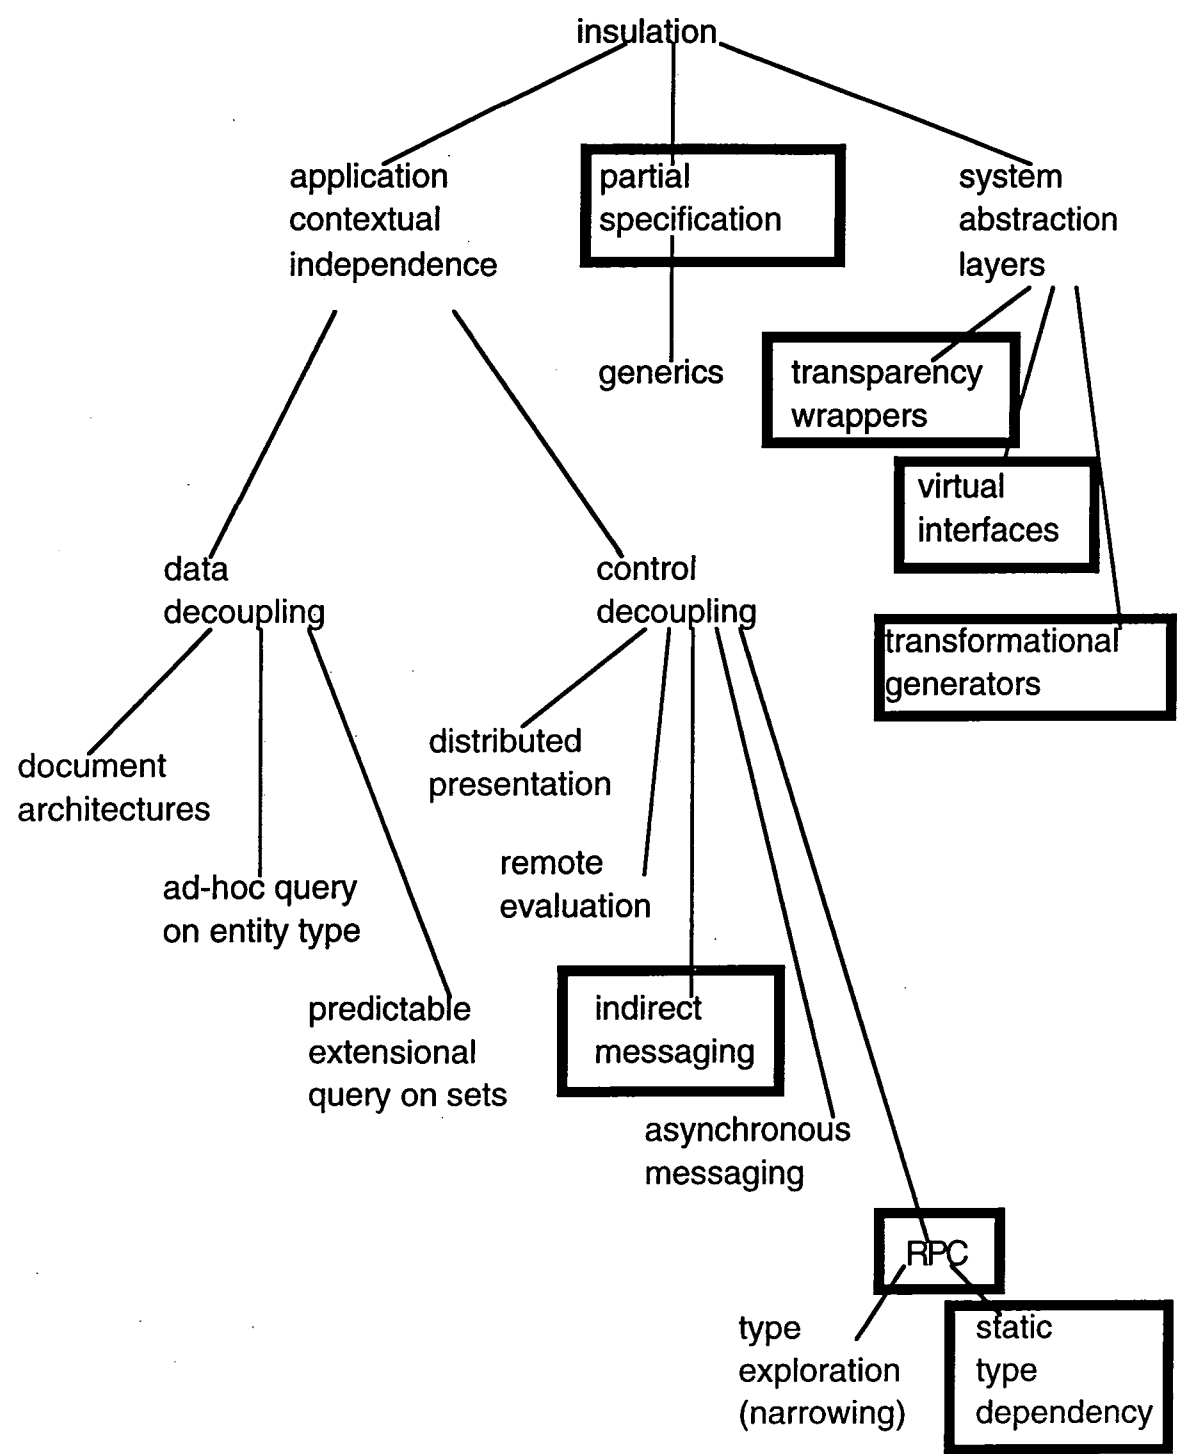 insulation
application
contextual
independence
partial
specification
system
abstraction
layers
generics
transparency
wrappers
virtual
interfaces
data
decoupling
control
decoupling
transformational
generators
document
architectures
distributed
presentation
ad-hoc query
on entity type
remote
evaluation
predictable
extensional
query on sets
indirect
messaging
asynchronous
messaging
RPC
type
exploration
(narrowing)
static
type
dependency